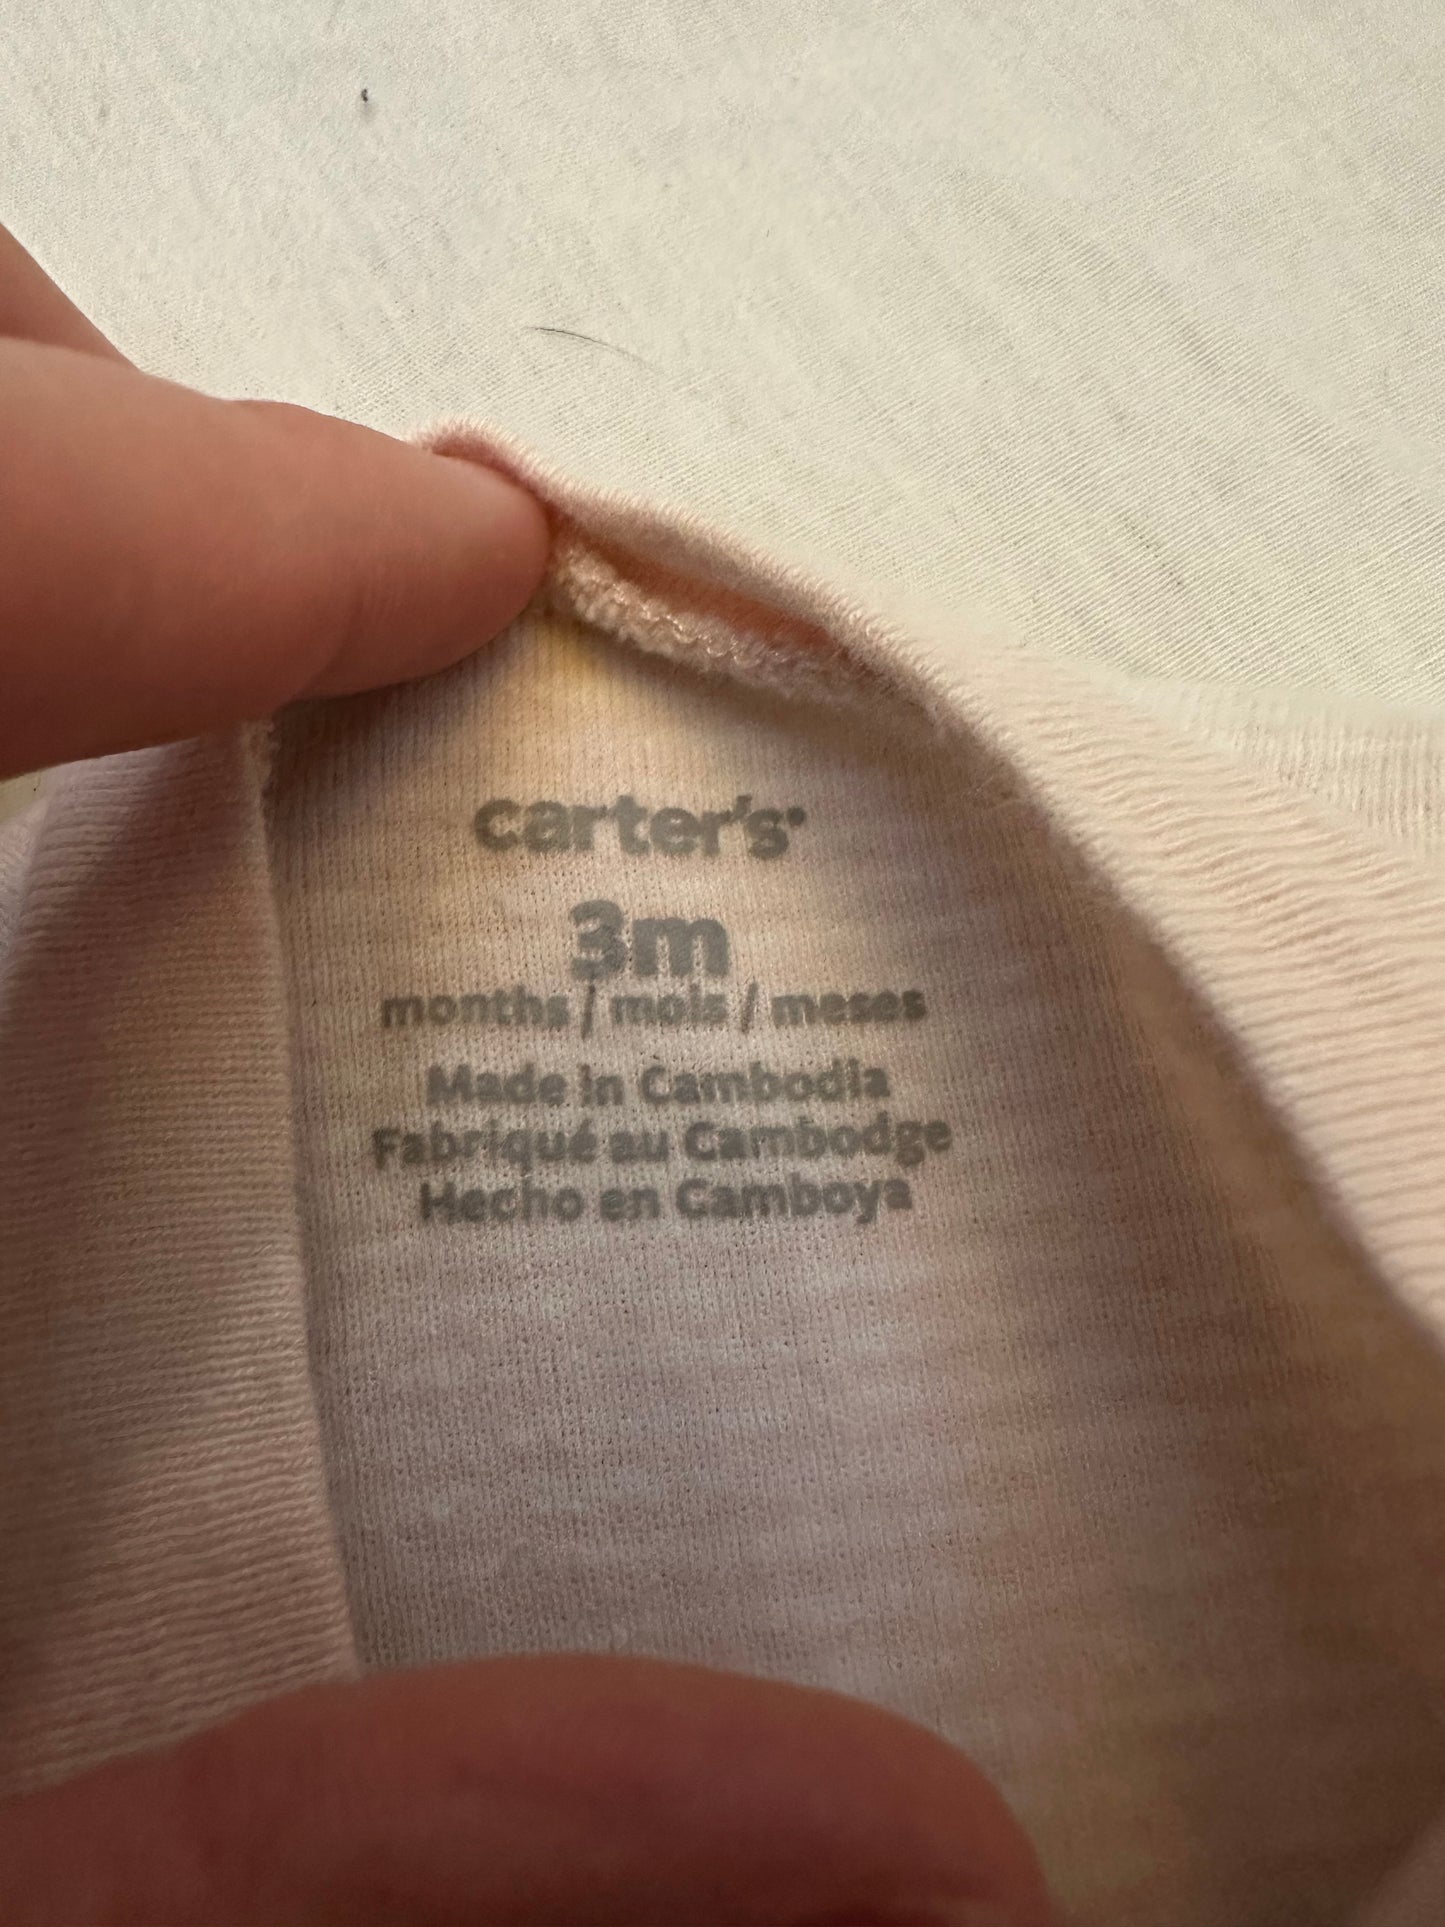 carter's
3m
months / mois / meses
Made in Cambodia
Fabriqué au Cambodge
Hecho en Camboya